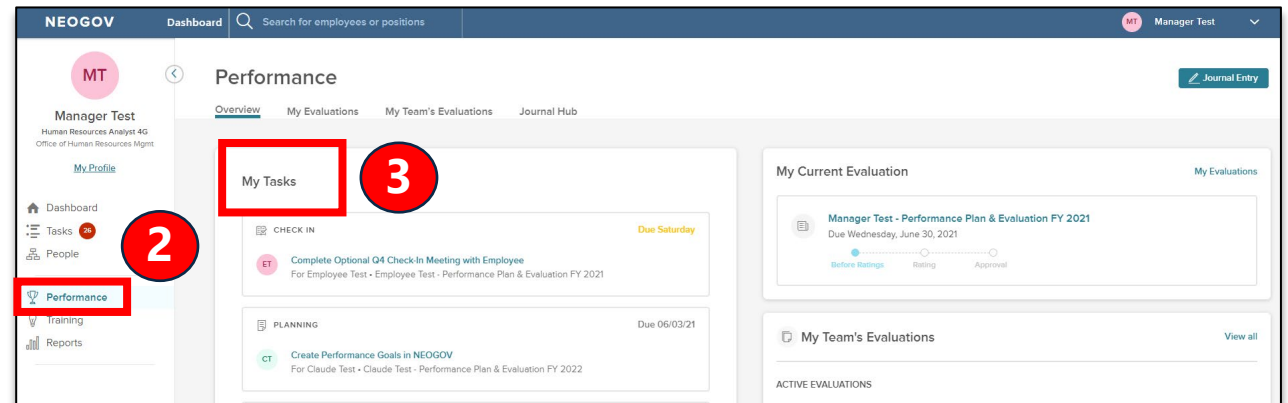 NEOGOV
Dashboard
Search for employees or positions
MT
Manager Test
MT
Manager Test
Human Resources Analyst 4G
Office of Human Resources Mgmt
My Profile
Dashboard
Tasks 26
People
Performance
Training
Reports
2
Performance
Journal Entry
Overview
My Evaluations
My Team's Evaluations
Journal Hub
My Tasks
3
CHECK IN
Due Saturday
ET
Complete Optional Q4 Check-In Meeting with Employee
For Employee Test • Employee Test - Performance Plan & Evaluation FY 2021
PLANNING
Due 06/03/21
CT
Create Performance Goals in NEOGOV
For Claude Test • Claude Test - Performance Plan & Evaluation FY 2022
My Current Evaluation
My Evaluations
Manager Test - Performance Plan & Evaluation FY 2021
Due Wednesday, June 30, 2021
Before Ratings
Rating
Approval
My Team's Evaluations
View all
ACTIVE EVALUATIONS